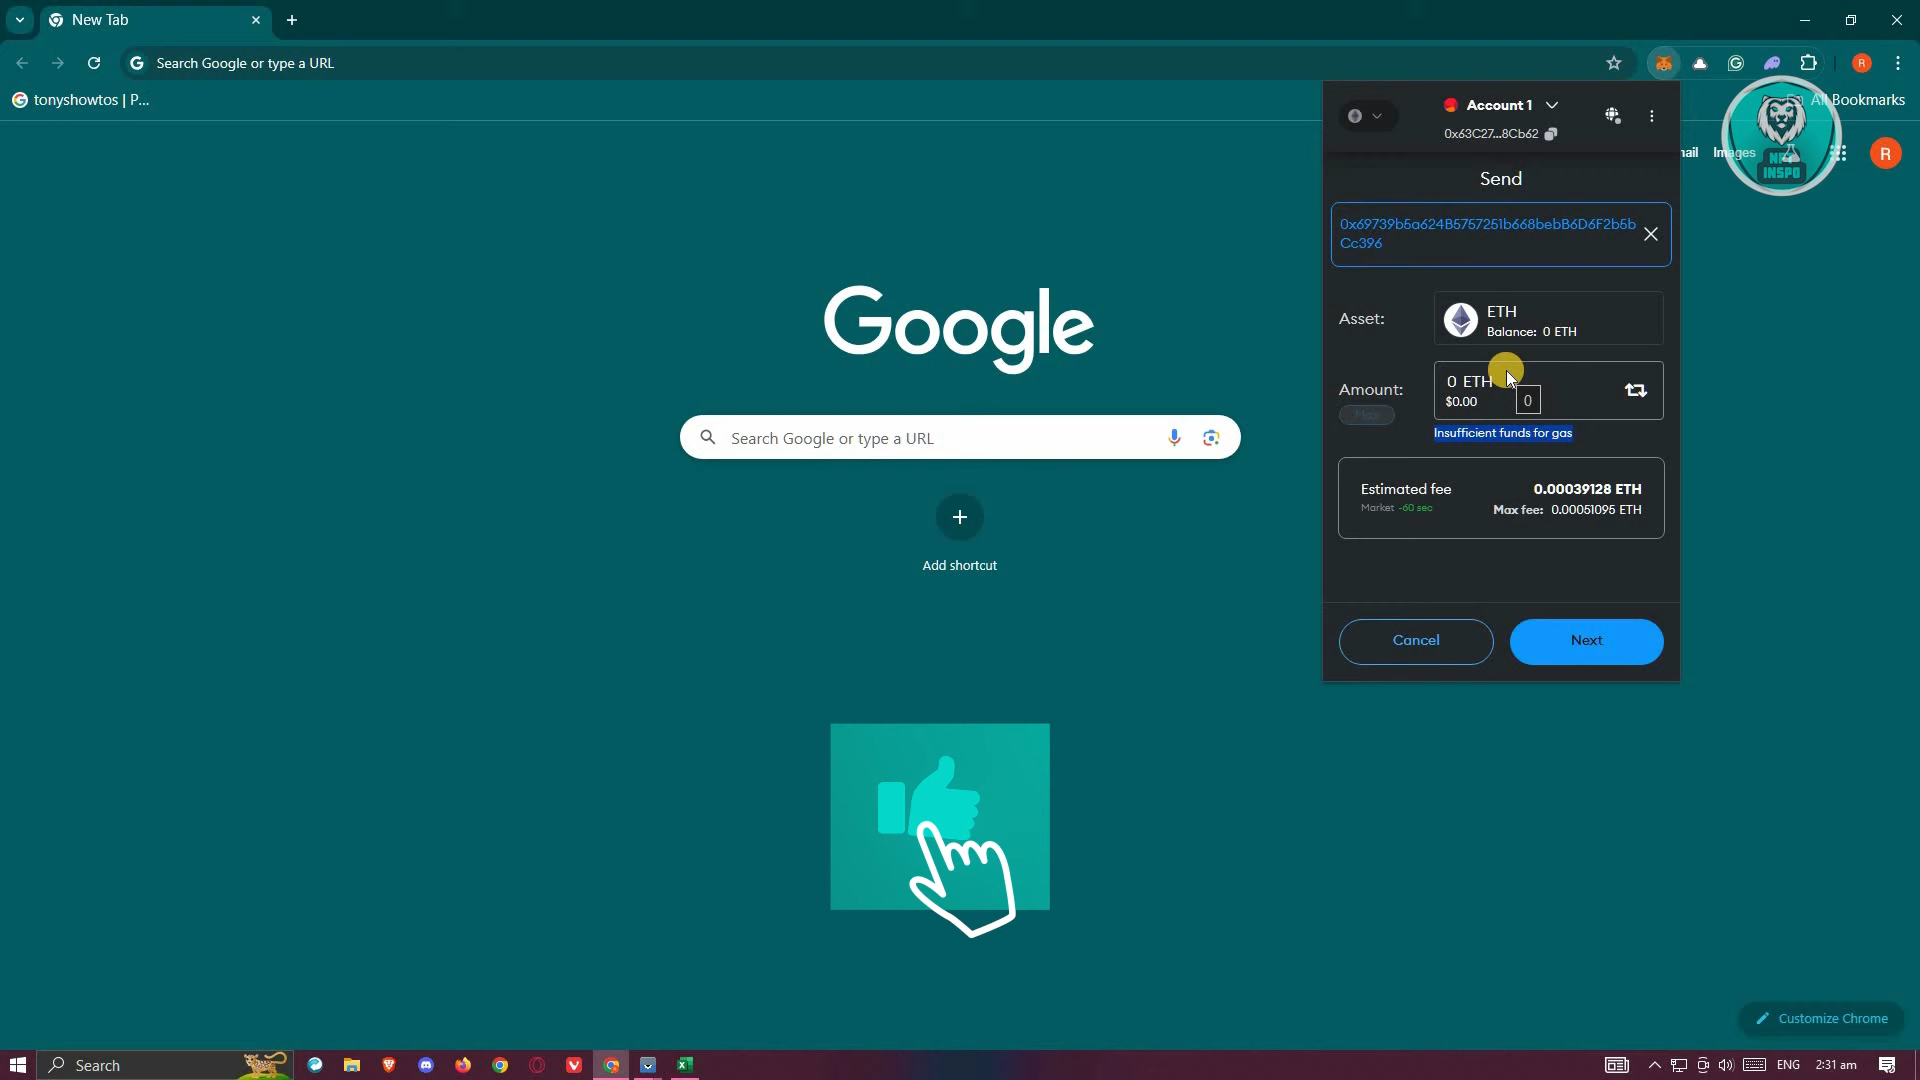 New Tab
Search Google or type a URL
tonyshowtos | P...
All Bookmarks
Account 1
0x63C27...8Cb62
Images
R
NFT
INSPO
Send
0x69739b5a624B5757251b668bebB6D6F2b5b
Cc396
Asset:
ETH
Balance: 0 ETH
Amount:
Max
0 ETH
$0.00
0
Insufficient funds for gas
Estimated fee
0.00039128 ETH
Market ~60 sec
Max fee: 0.00051095 ETH
Cancel
Next
Google
Search Google or type a URL
Add shortcut
Customize Chrome
Search
ENG
2:31 am